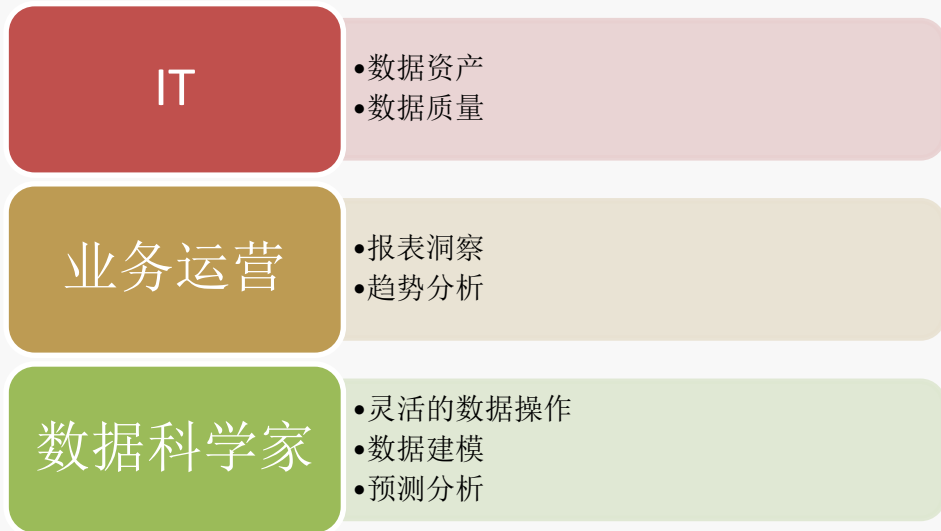 IT
•数据资产
•数据质量
业务运营
•报表洞察
•趋势分析
数据科学家
•灵活的数据操作
•数据建模
•预测分析